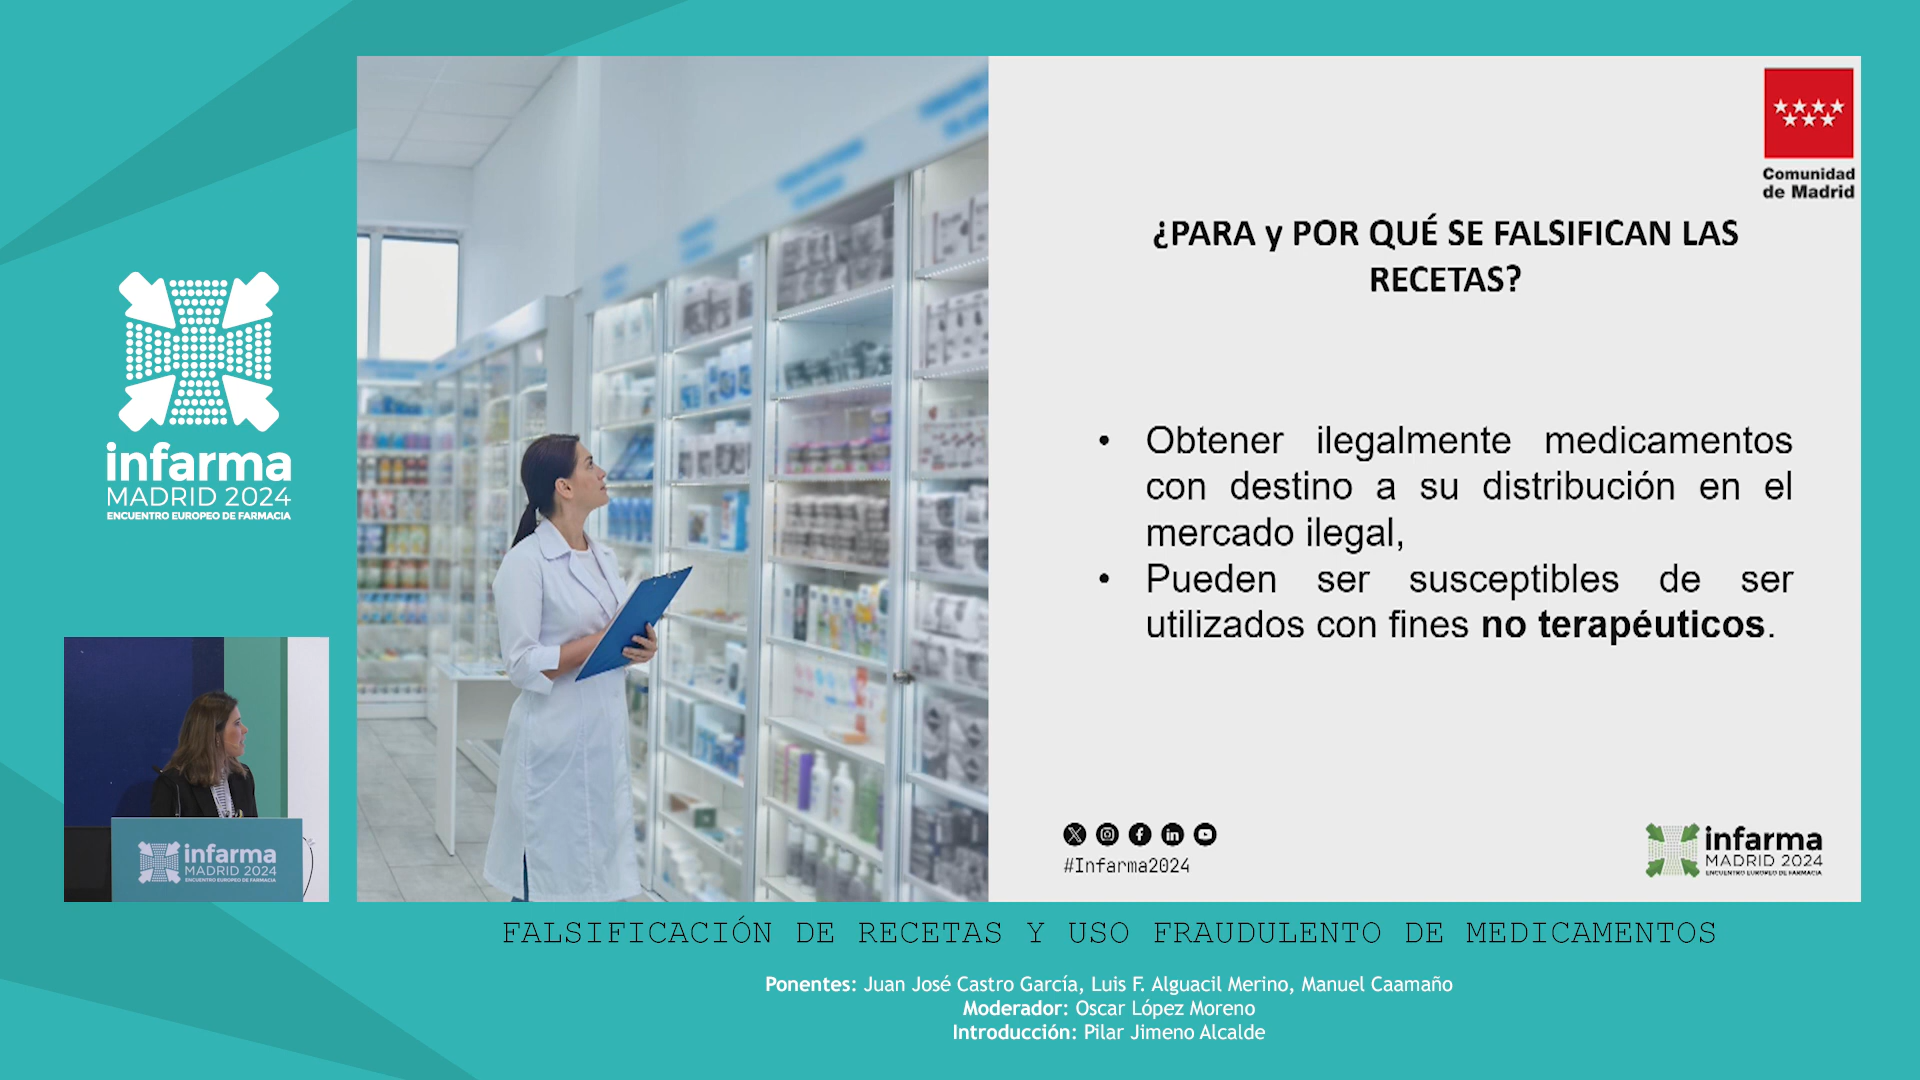 infarma
MADRID 2024
ENCUENTRO EUROPEO DE FARMACIA
Comunidad
de Madrid
¿PARA y POR QUÉ SE FALSIFICAN LAS
RECETAS?
• Obtener ilegalmente medicamentos
con destino a su distribución en el
mercado ilegal,
• Pueden ser susceptibles de ser
utilizados con fines no terapéuticos.
#Infarma2024
infarma
MADRID 2024
ENCUENTRO EUROPEO DE FARMACIA
infarma
MADRID 2024
ENCUENTRO EUROPEO DE FARMACIA
FALSIFICACIÓN DE RECETAS Y USO FRAUDULENTO DE MEDICAMENTOS
Ponentes: Juan José Castro García, Luis F. Alguacil Merino, Manuel Caamaño
Moderador: Oscar López Moreno
Introducción: Pilar Jimeno Alcalde